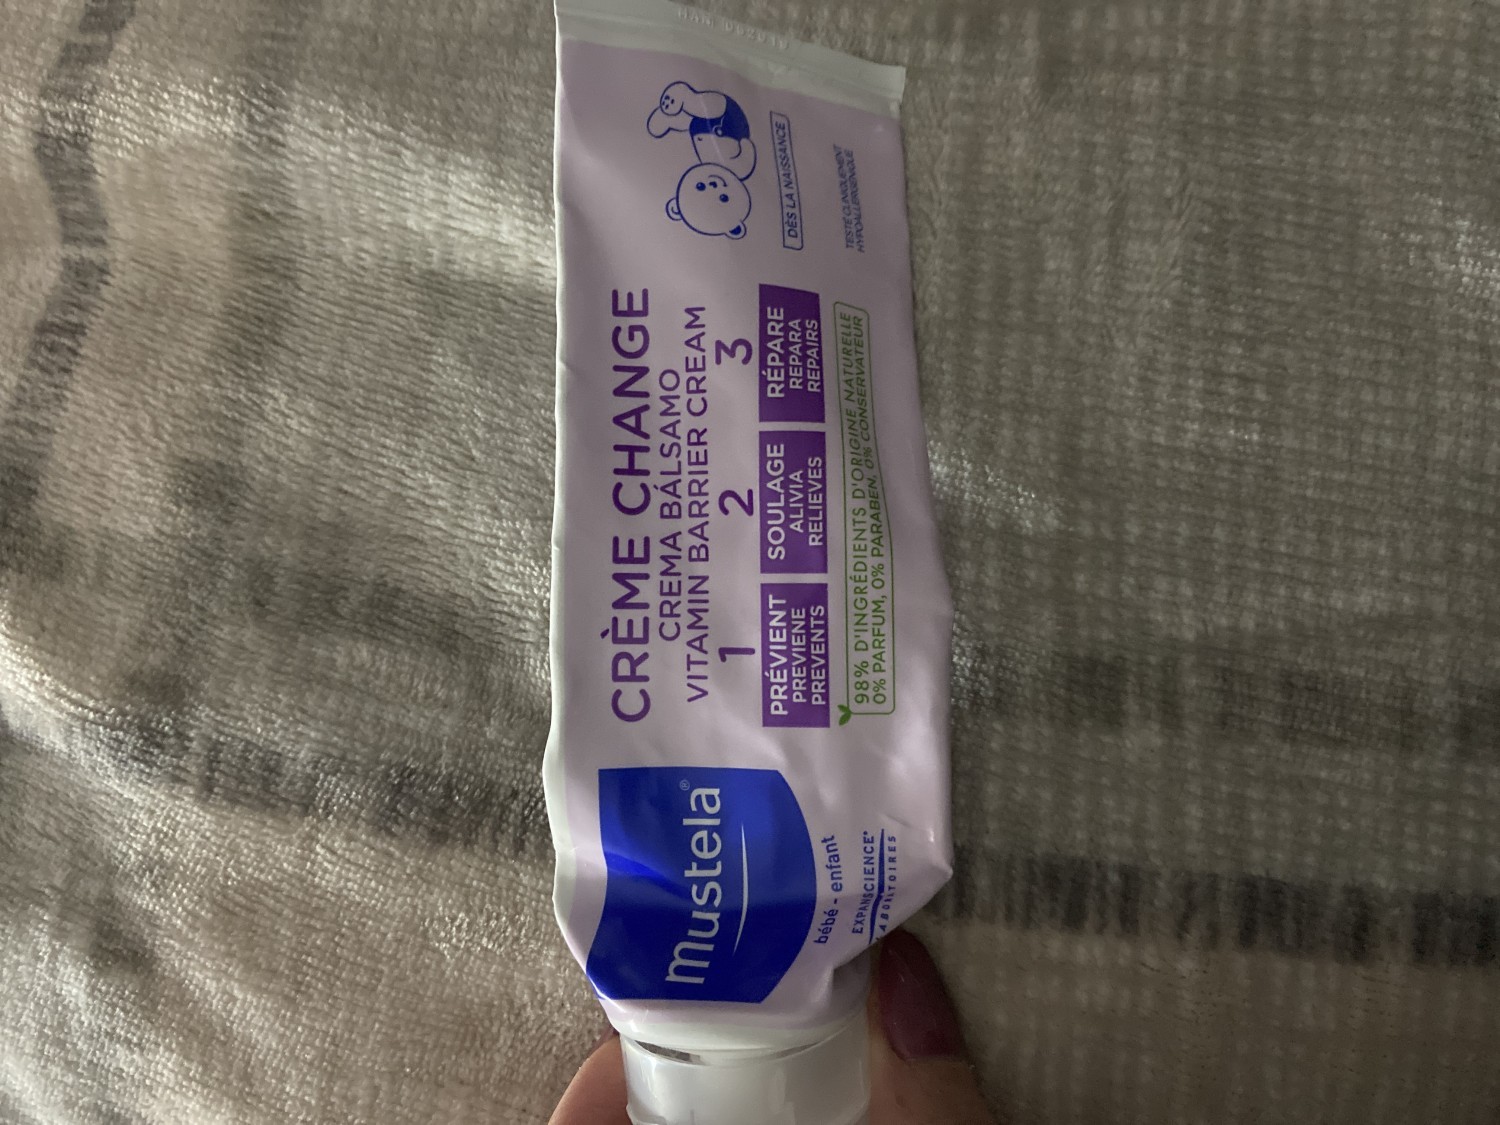 mustela®
bébé - enfant
EXPANSCIENCE®
LABORATOIRES
CRÈME CHANGE
CREMA BÁLSAMO
VITAMIN BARRIER CREAM
1 2 3
PRÉVIENT
PREVIENE
PREVENTS
SOULAGE
ALIVIA
RELIEVES
RÉPARE
REPARA
REPAIRS
98% D'INGRÉDIENTS D'ORIGINE NATURELLE
0% PARFUM, 0% PARABEN, 0% CONSERVATEUR
DÈS LA NAISSANCE
TESTÉ CLINIQUEMENT
HYPOALLERGÉNIQUE